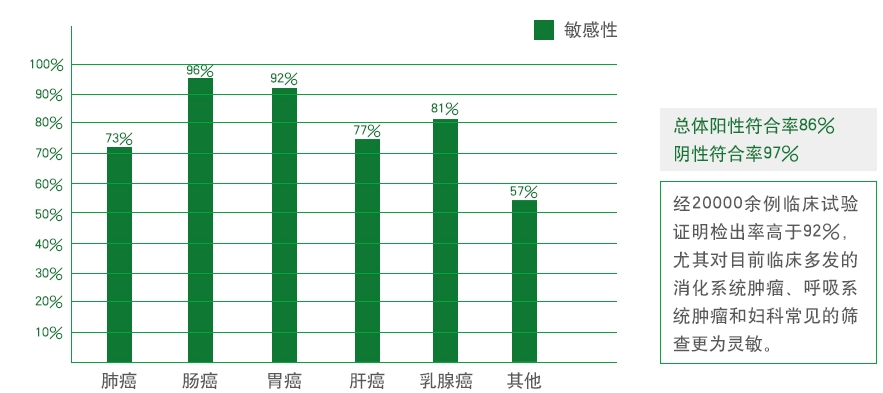 敏感性
100%
90%
80%
70%
60%
50%
40%
30%
20%
10%
73%
96%
92%
77%
81%
57%
肺癌
肠癌
胃癌
肝癌
乳腺癌
其他
总体阳性符合率86%
阴性符合率97%
经20000余例临床试验
证明检出率高于92%,
尤其对目前临床多发的
消化系统肿瘤、呼吸系
统肿瘤和妇科常见的筛
查更为灵敏。